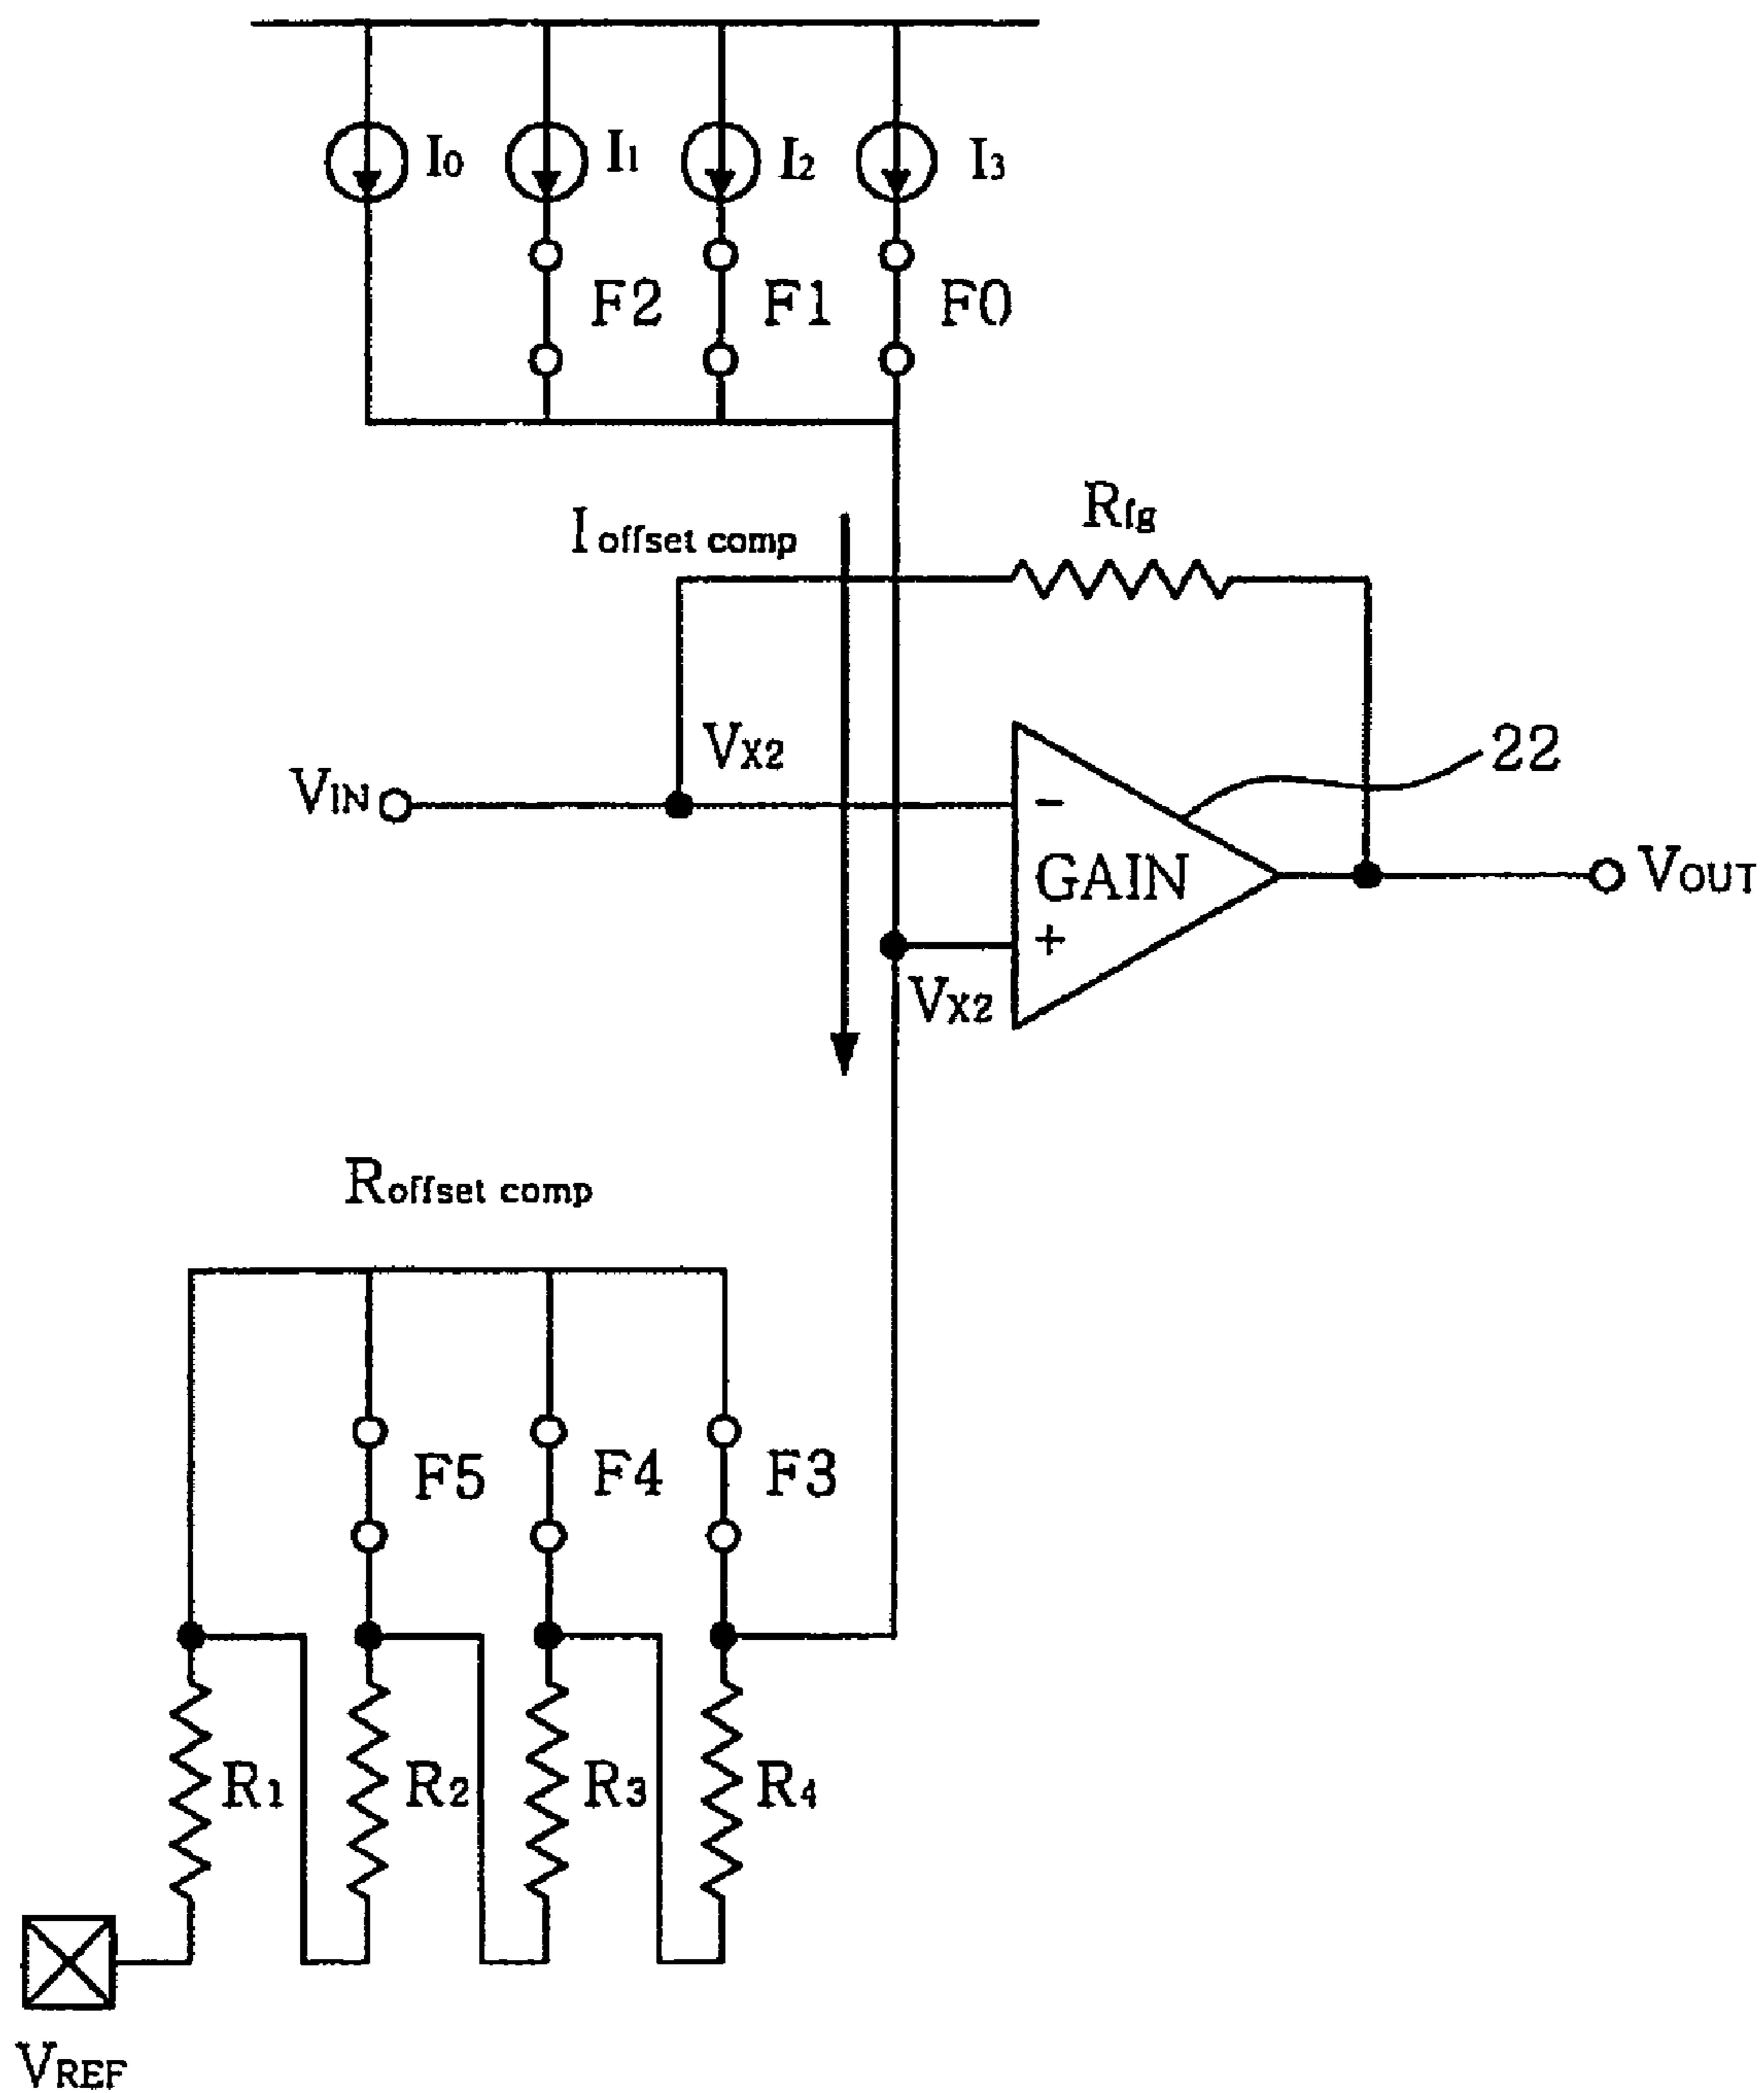 I0 I1 I2 I3
F2 F1 F0
I offset comp Rfg
VX2 22
VIN
-
GAIN VOUT
+
VX2
Roffset comp
F5 F4 F3
R1 R2 R3 R4
VREF